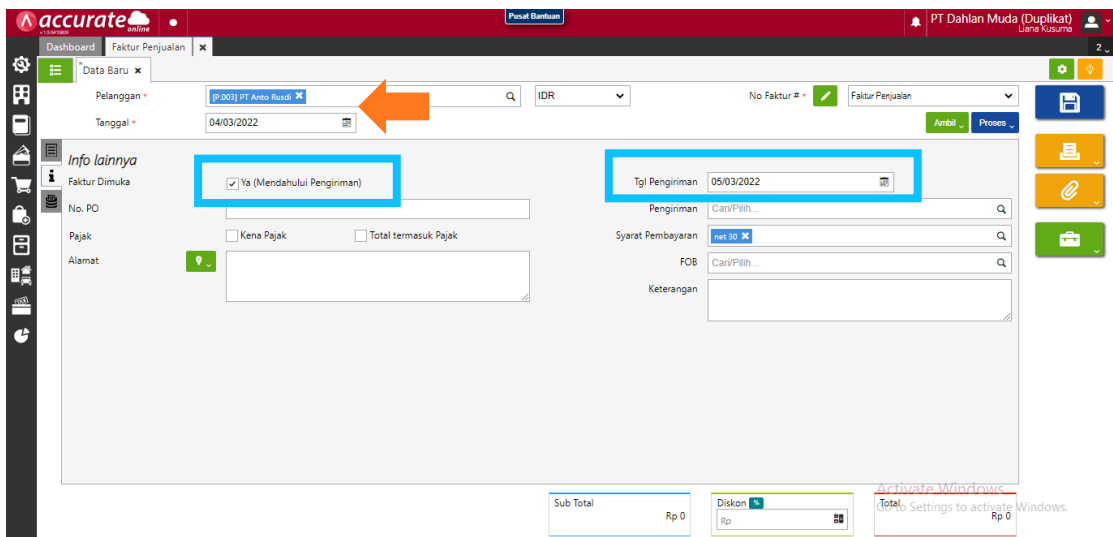 accurate
online
Pusat Bantuan
PT Dahlan Muda (Duplikat)
Liana Kusuma
Dashboard
Faktur Penjualan
2
Data Baru
Pelanggan *
[P.003] PT Anto Rusdi
IDR
No Faktur # *
Faktur Penjualan
Tanggal *
04/03/2022
Ambil
Proses
Info lainnya
Faktur Dimuka
Ya (Mendahului Pengiriman)
Tgl Pengiriman
05/03/2022
No. PO
Pengiriman
Cari/Pilih...
Pajak
Kena Pajak
Total termasuk Pajak
Syarat Pembayaran
net 30
Alamat
FOB
Cari/Pilih...
Keterangan
Activate Windows
Go to Settings to activate Windows.
Sub Total
Rp 0
Diskon %
Rp
Total
Rp 0